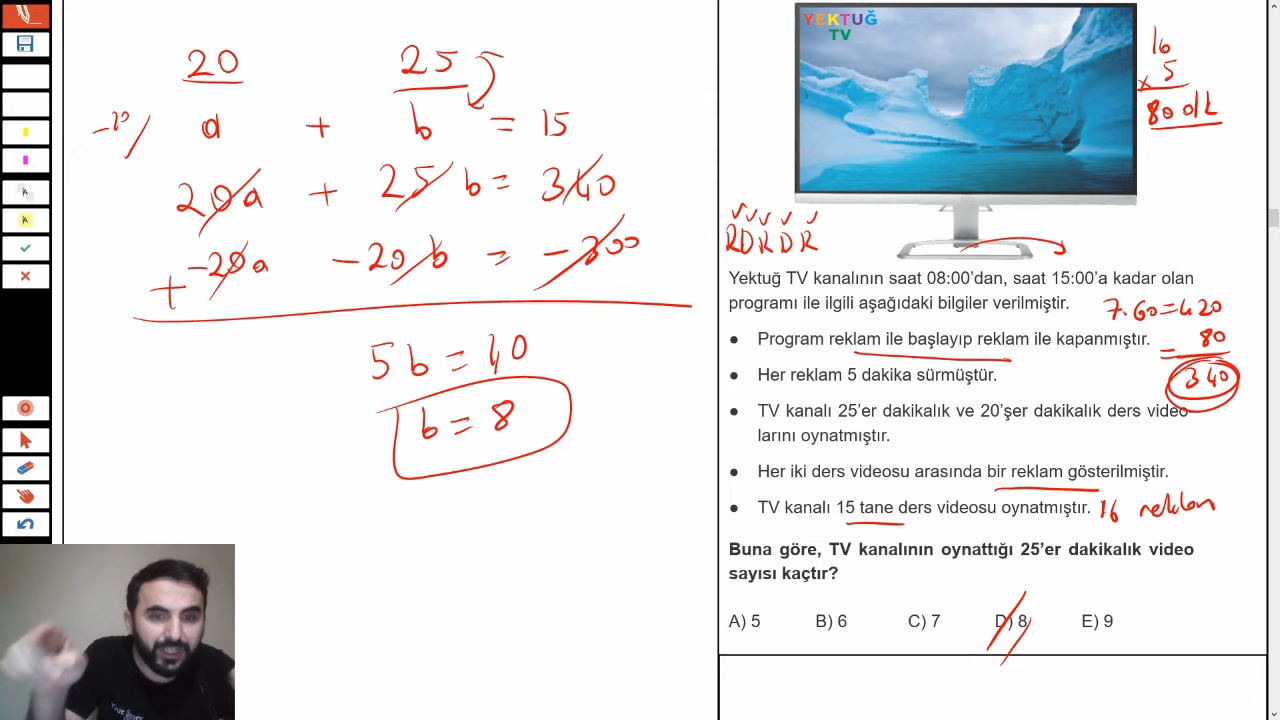 20 25
-20/ a + b = 15
20a + 25b = 340
+ -20a -20b = -300
5b = 40
b = 8
YEKTUĞ
TV
16
x 5
80 dk
RDRDR
Yektuğ TV kanalının saat 08:00’dan, saat 15:00’a kadar olan
programı ile ilgili aşağıdaki bilgiler verilmiştir.
7.60=420
● Program reklam ile başlayıp reklam ile kapanmıştır.
80
● Her reklam 5 dakika sürmüştür.
340
● TV kanalı 25’er dakikalık ve 20’şer dakikalık ders video
larını oynatmıştır.
● Her iki ders videosu arasında bir reklam gösterilmiştir.
● TV kanalı 15 tane ders videosu oynatmıştır. 16 reklam
Buna göre, TV kanalının oynattığı 25’er dakikalık video
sayısı kaçtır?
A) 5 B) 6 C) 7 D) 8 E) 9